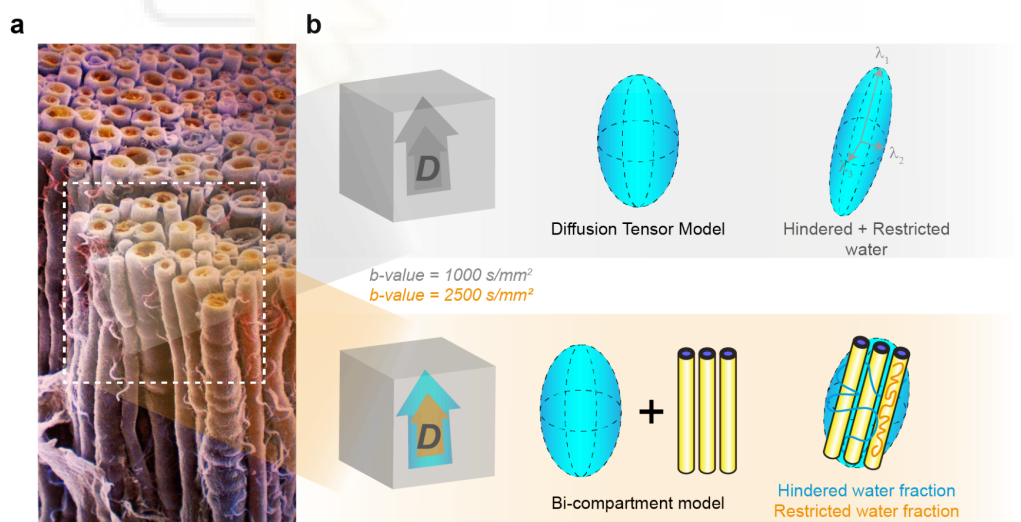 a
b
D
λ1
λ2
λ3
Diffusion Tensor Model
Hindered + Restricted
water
b-value = 1000 s/mm²
b-value = 2500 s/mm²
D
+
Bi-compartment model
Hindered water fraction
Restricted water fraction